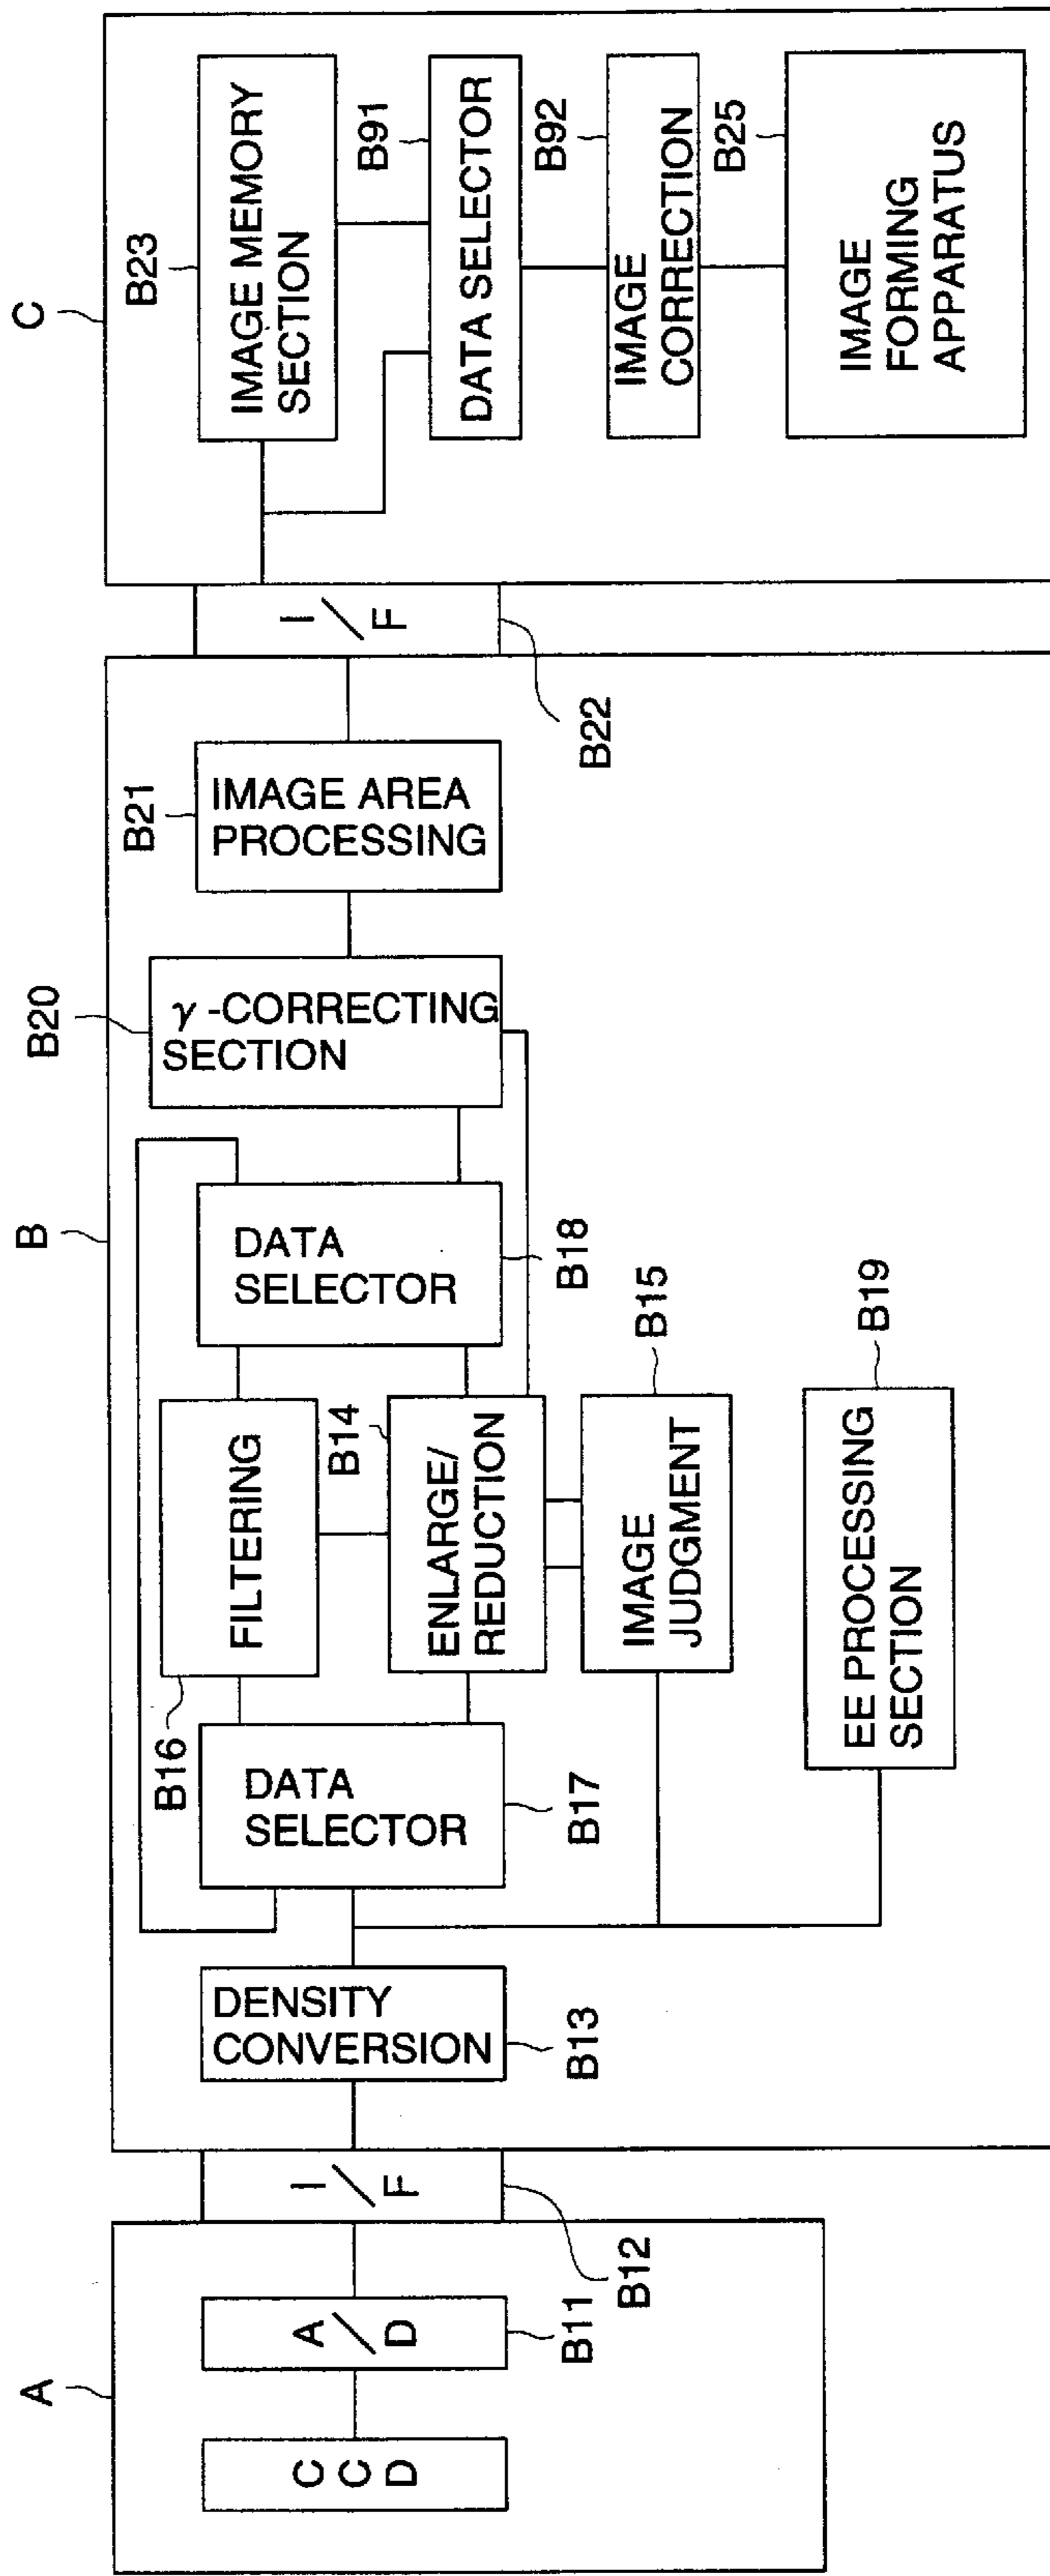 A
C
C
D
A/D
B11
I/F
B12
B
DENSITY
CONVERSION
B13
DATA
SELECTOR
B17
B16
FILTERING
B14
ENLARGE/
REDUCTION
IMAGE
JUDGMENT
B15
EE PROCESSING
SECTION
B19
DATA
SELECTOR
B18
B20
γ-CORRECTING
SECTION
B21
IMAGE AREA
PROCESSING
I/F
B22
C
B23
IMAGE MEMORY
SECTION
B91
DATA SELECTOR
B92
IMAGE
CORRECTION
B25
IMAGE
FORMING
APPARATUS